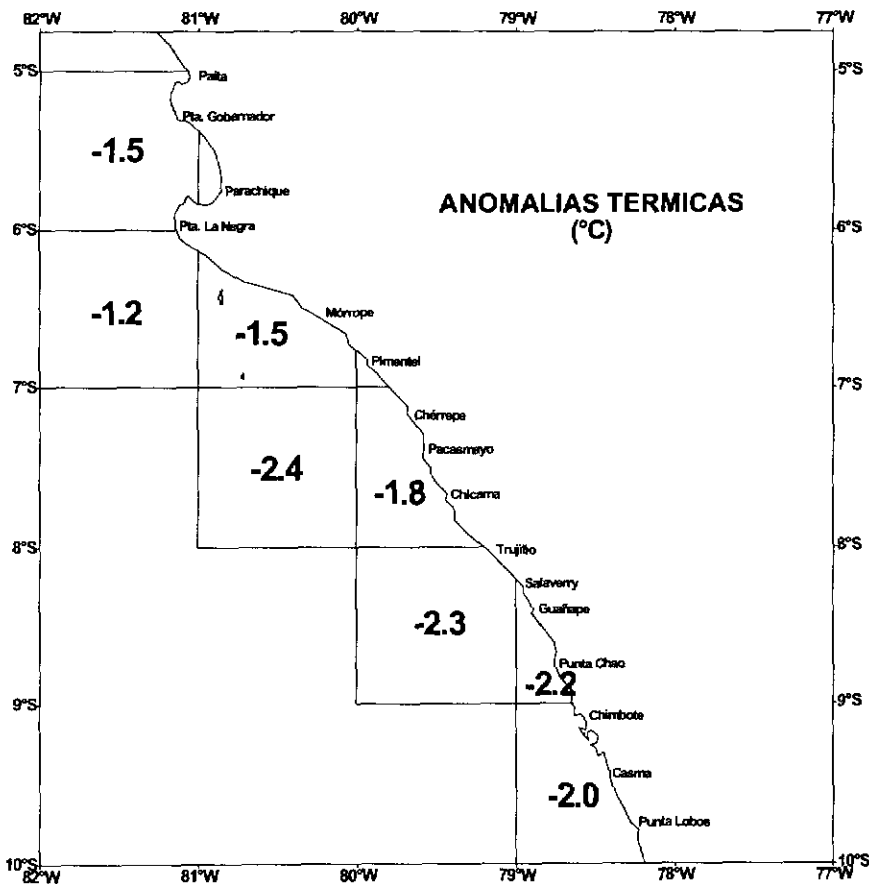 82°W 81°W 80°W 79°W 78°W 77°W
5°S Paita 5°S
Pta. Gobernador
-1.5
Parachique
ANOMALIAS TERMICAS
(°C)
6°S Pta. La Negra 6°S
-1.2
-1.5
Mórrope
Pimentel
7°S 7°S
Chérrepe
Pacasmayo
-2.4
-1.8
Chicama
8°S Trujillo 8°S
Salaverry
Guañape
-2.3
Punta Chao
-2.2
9°S 9°S
Chimbote
Casma
-2.0
Punta Lobos
10°S 10°S
82°W 81°W 80°W 79°W 78°W 77°W